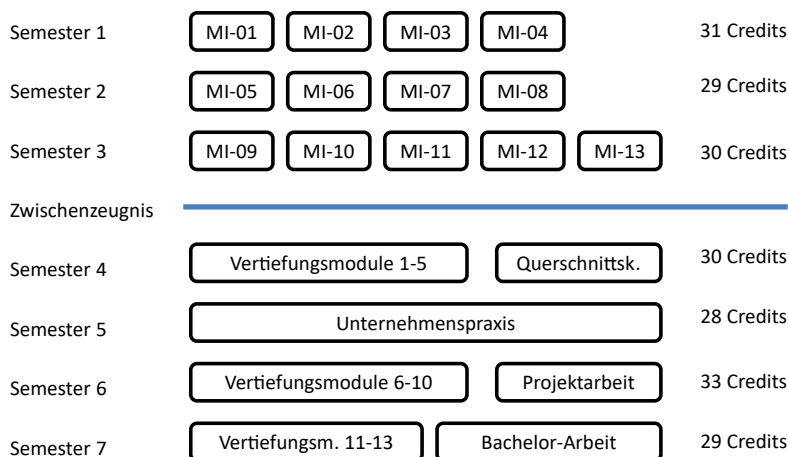 Semester 1 MI-01 MI-02 MI-03 MI-04 31 Credits
Semester 2 MI-05 MI-06 MI-07 MI-08 29 Credits
Semester 3 MI-09 MI-10 MI-11 MI-12 MI-13 30 Credits
Zwischenzeugnis
Semester 4 Vertiefungsmodule 1-5 Querschnittsk. 30 Credits
Semester 5 Unternehmenspraxis 28 Credits
Semester 6 Vertiefungsmodule 6-10 Projektarbeit 33 Credits
Semester 7 Vertiefungsm. 11-13 Bachelor-Arbeit 29 Credits